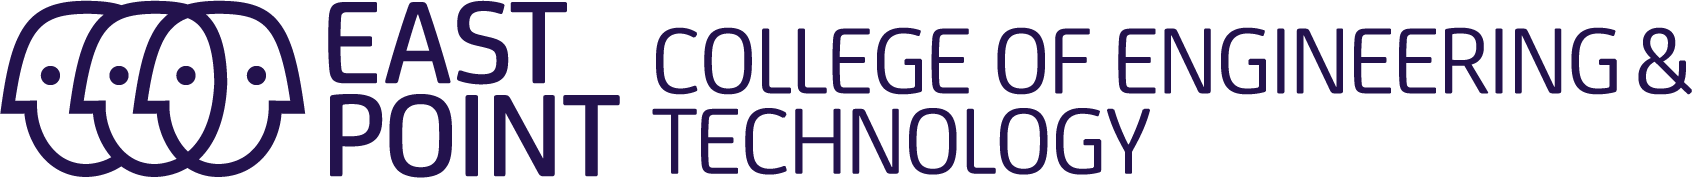 EAST
POINT
COLLEGE OF ENGINEERING &
TECHNOLOGY